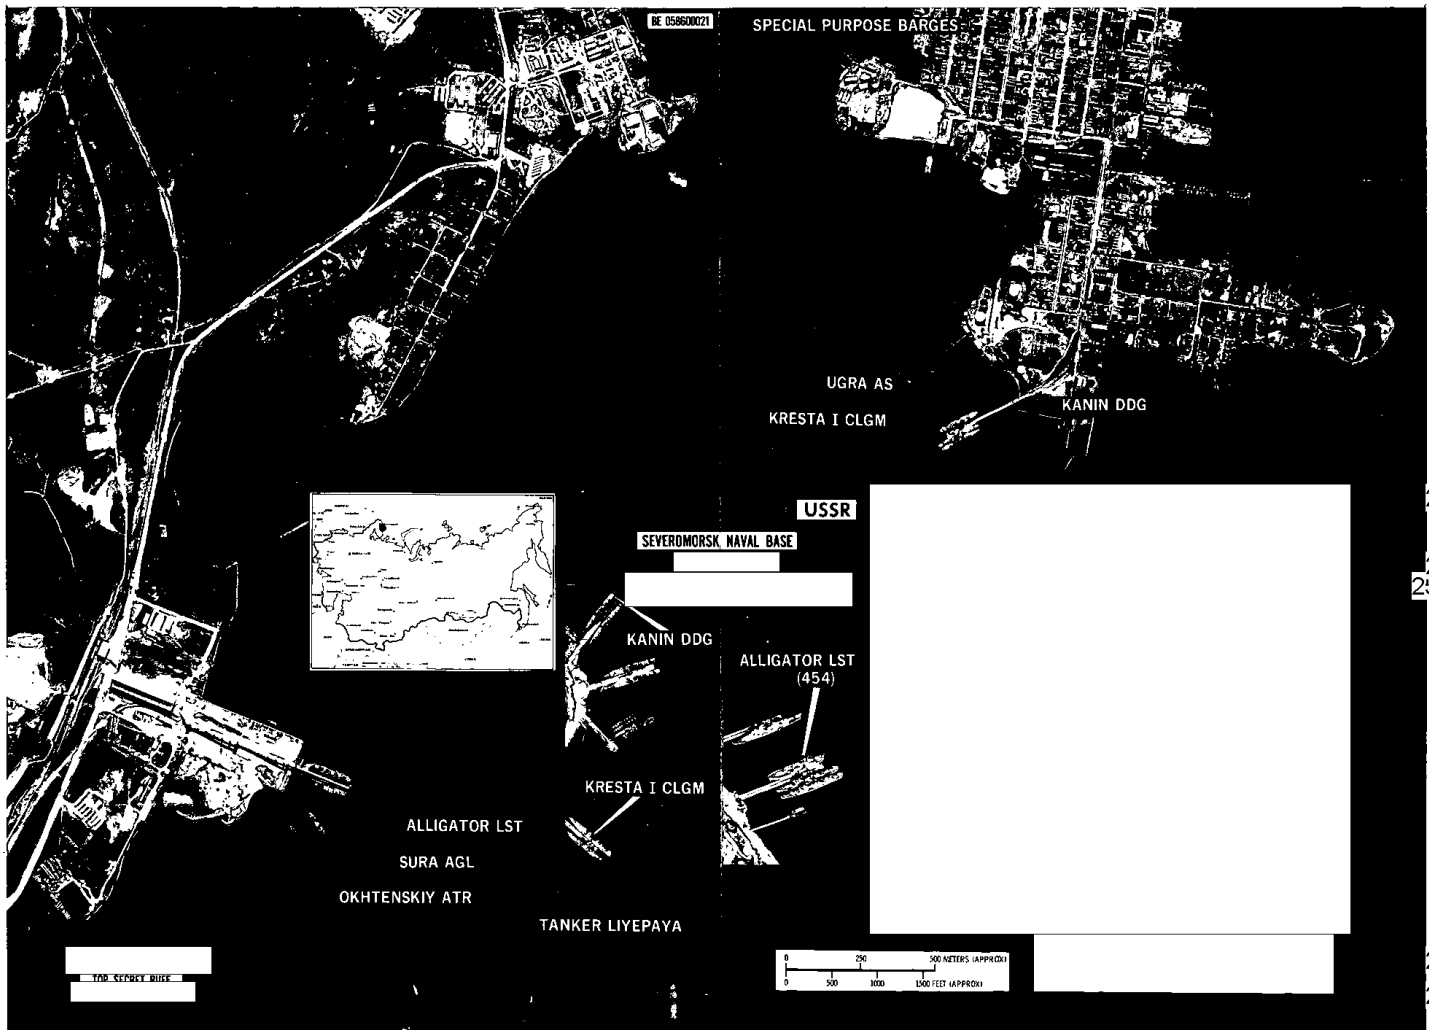 BE 058600021
SPECIAL PURPOSE BARGES
UGRA AS
KRESTA I CLGM
KANIN DDG
USSR
SEVEROMORSK NAVAL BASE
KANIN DDG
ALLIGATOR LST
(454)
KRESTA I CLGM
ALLIGATOR LST
SURA AGL
OKHTENSKIY ATR
TANKER LIYEPAYA
TOP SECRET RUFF
0 250 500 METERS (APPROX)
0 500 1000 1500 FEET (APPROX)